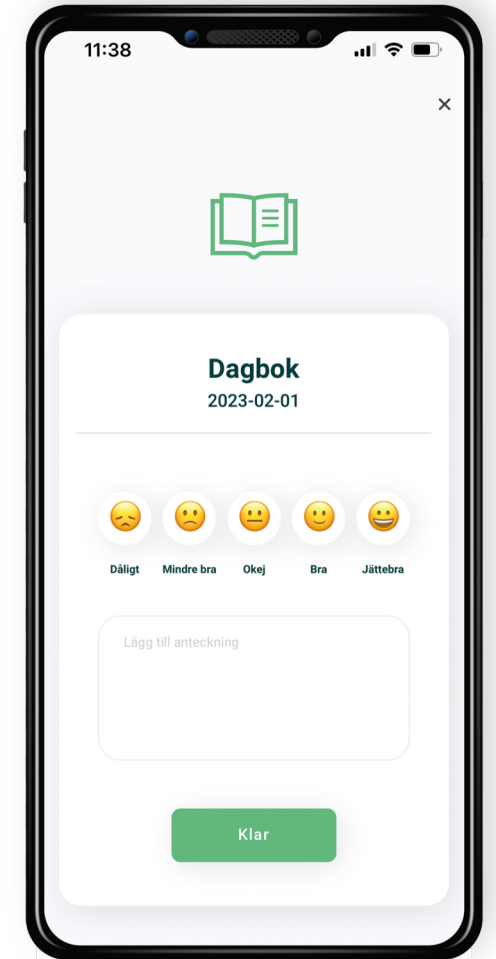 11:38
Dagbok
2023-02-01
Dåligt Mindre bra Okej Bra Jättebra
Lägg till anteckning
Klar